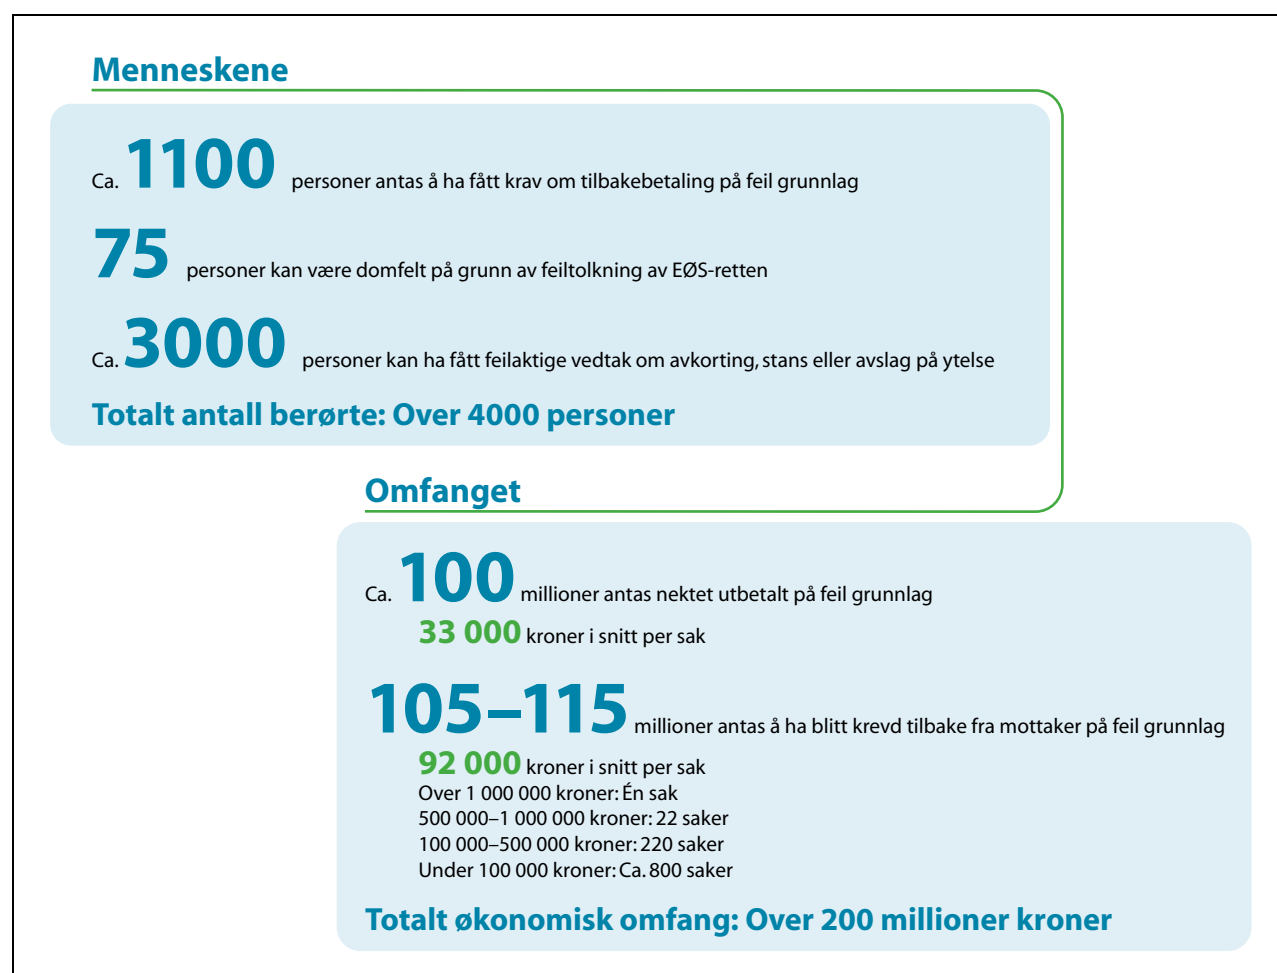 Menneskene
Ca. 1100 personer antas å ha fått krav om tilbakebetaling på feil grunnlag
75 personer kan være domfelt på grunn av feiltolkning av EØS-retten
Ca. 3000 personer kan ha fått feilaktige vedtak om avkorting, stans eller avslag på ytelse
Totalt antall berørte: Over 4000 personer
Omfanget
Ca. 100 millioner antas nektet utbetalt på feil grunnlag
33 000 kroner i snitt per sak
105–115 millioner antas å ha blitt krevd tilbake fra mottaker på feil grunnlag
92 000 kroner i snitt per sak
Over 1 000 000 kroner: Én sak
500 000–1 000 000 kroner: 22 saker
100 000–500 000 kroner: 220 saker
Under 100 000 kroner: Ca. 800 saker
Totalt økonomisk omfang: Over 200 millioner kroner